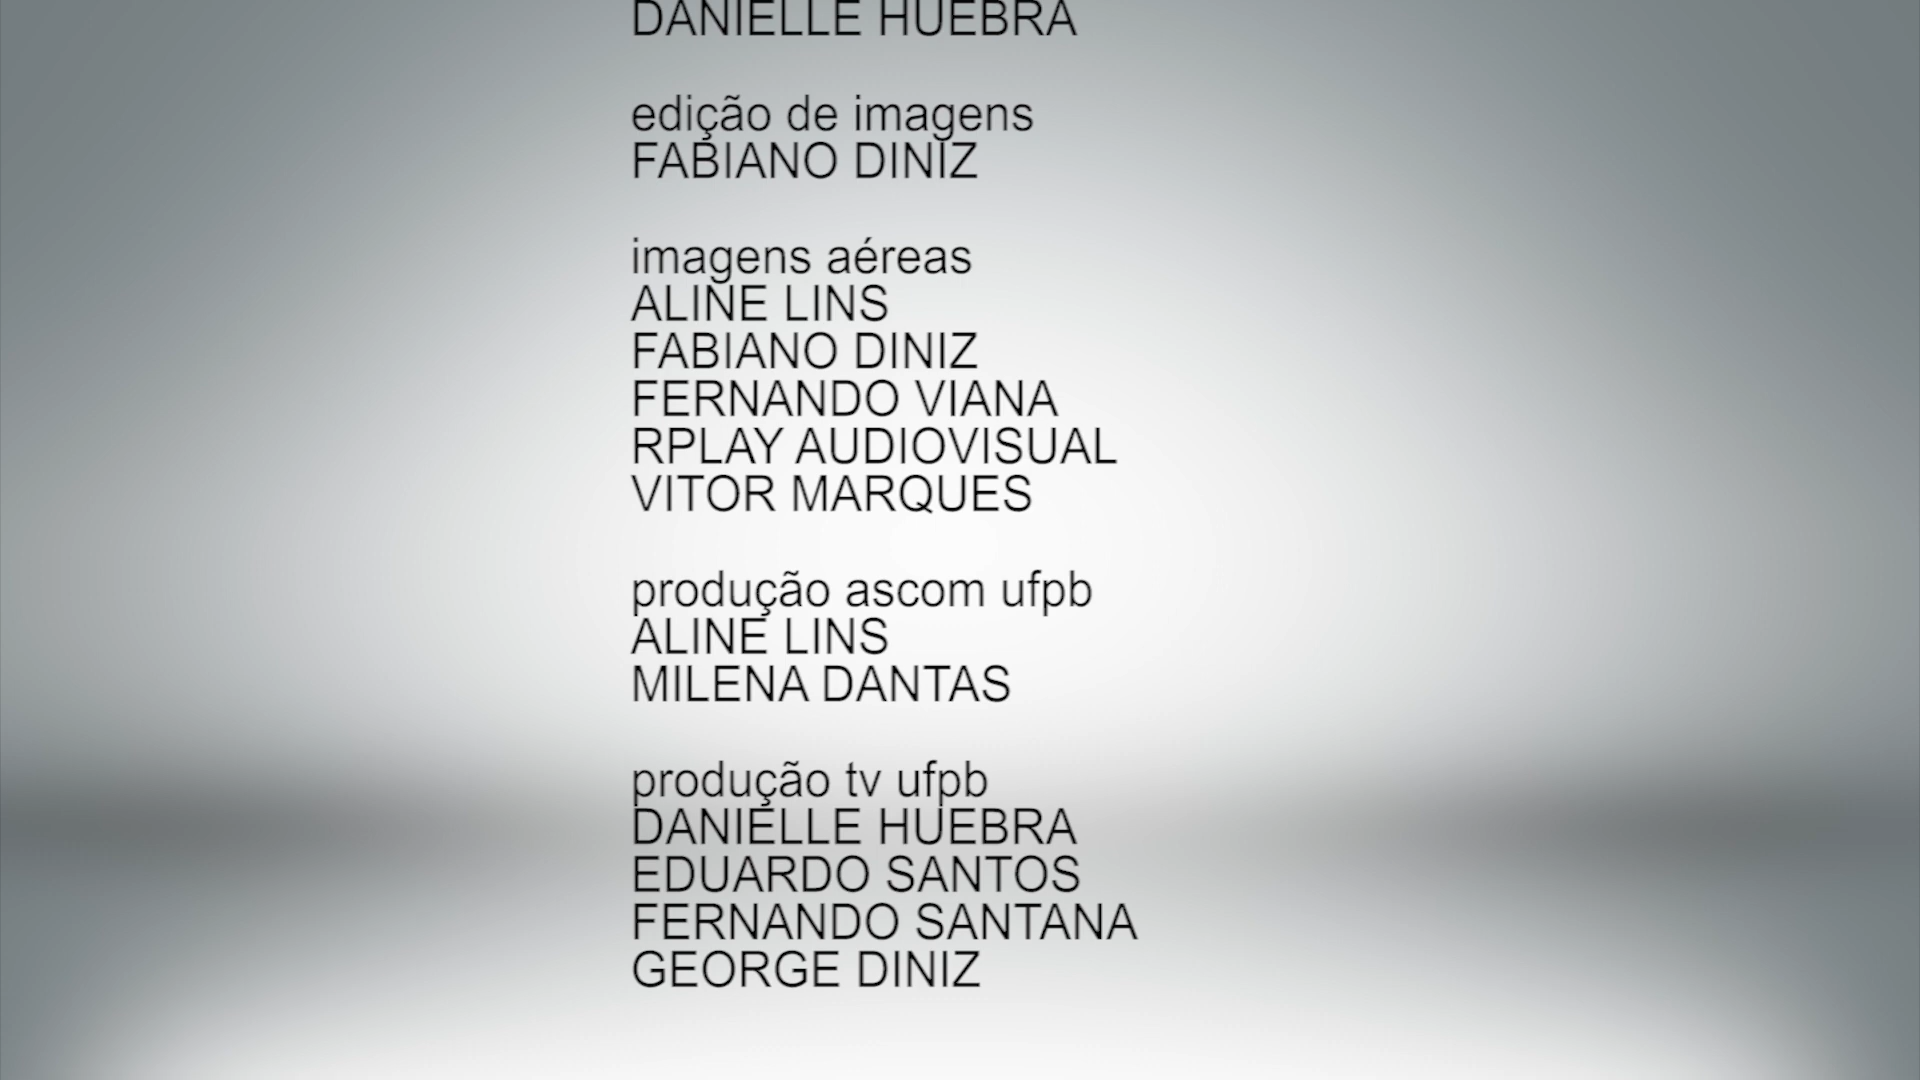 DANIELLE HUEBRA
edição de imagens
FABIANO DINIZ
imagens aéreas
ALINE LINS
FABIANO DINIZ
FERNANDO VIANA
RPLAY AUDIOVISUAL
VITOR MARQUES
produção ascom ufpb
ALINE LINS
MILENA DANTAS
produção tv ufpb
DANIELLE HUEBRA
EDUARDO SANTOS
FERNANDO SANTANA
GEORGE DINIZ